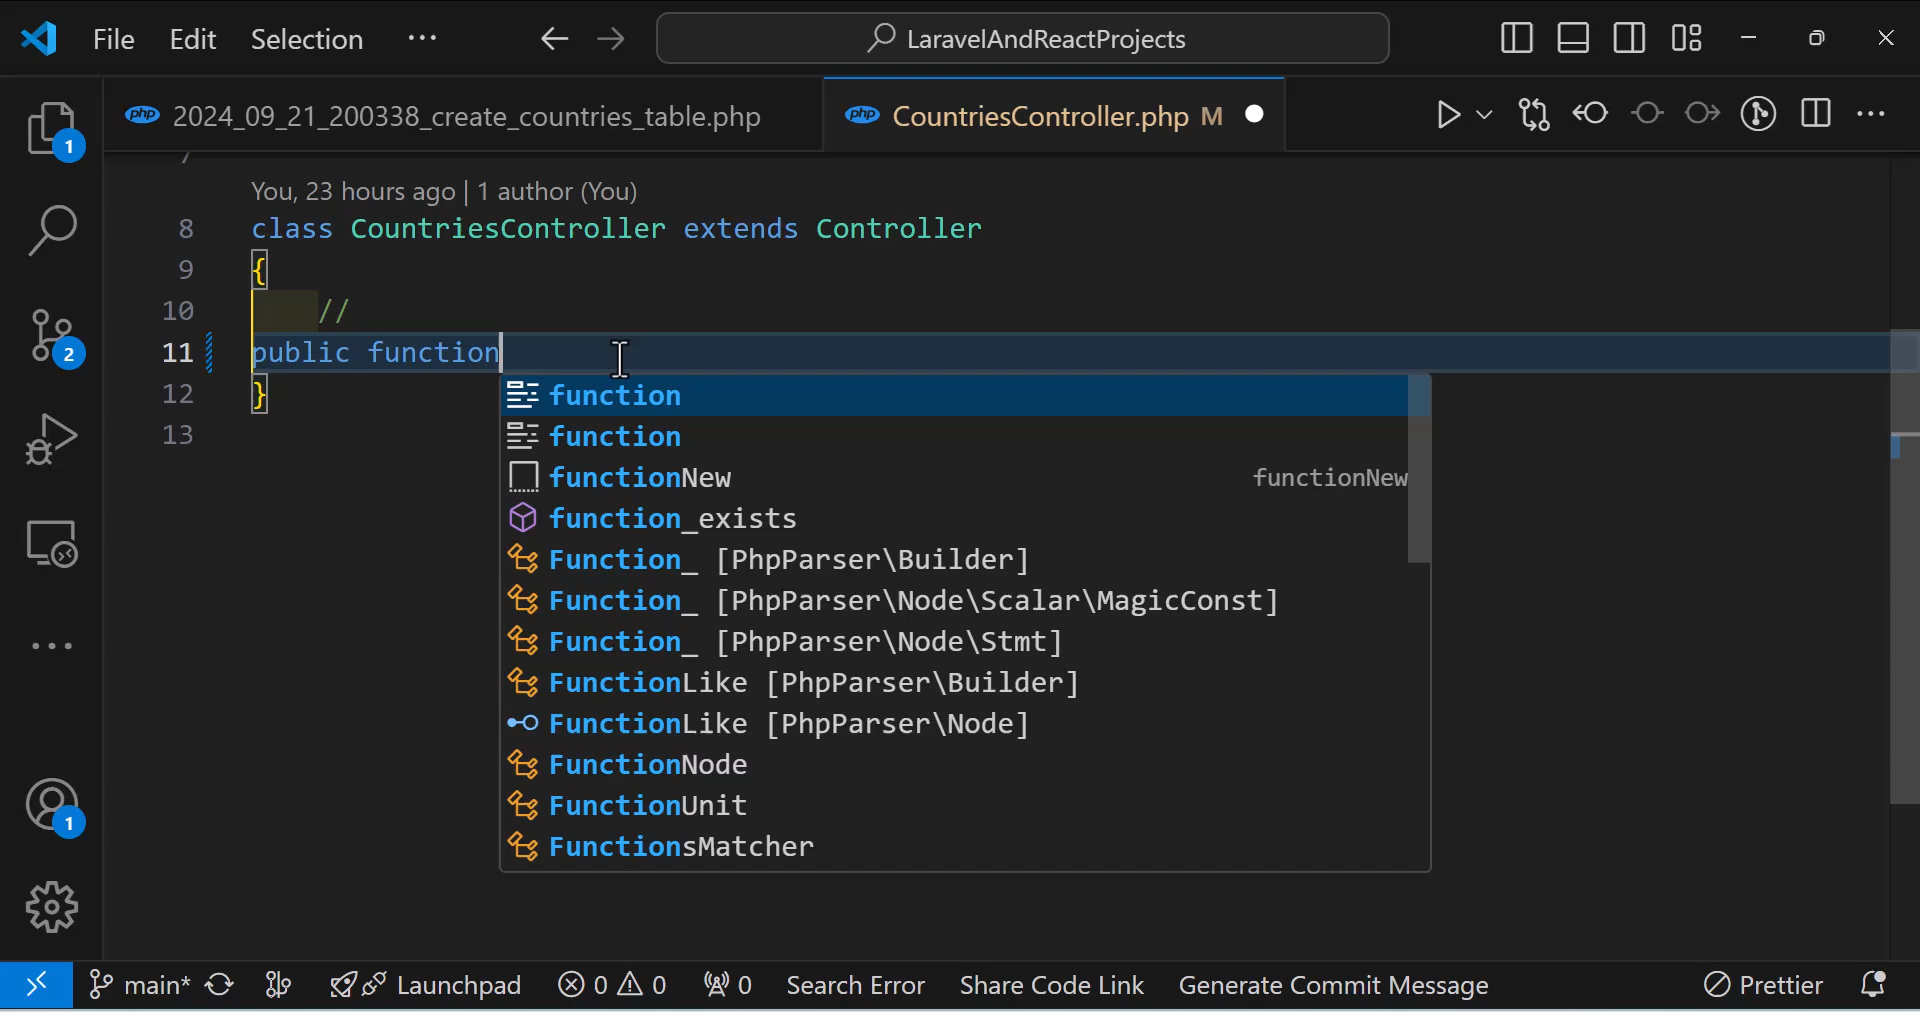 File Edit Selection ··· LaravelAndReactProjects
php 2024_09_21_200338_create_countries_table.php php CountriesController.php M
7
You, 23 hours ago | 1 author (You)
8 class CountriesController extends Controller
9 {
10 //
11 public function
12 }
13
function
function
functionNew functionNew
function_exists
Function_ [PhpParser\Builder]
Function_ [PhpParser\Node\Scalar\MagicConst]
Function_ [PhpParser\Node\Stmt]
FunctionLike [PhpParser\Builder]
FunctionLike [PhpParser\Node]
FunctionNode
FunctionUnit
FunctionsMatcher
1
2
1
main* Launchpad 0 0 0 Search Error Share Code Link Generate Commit Message Prettier